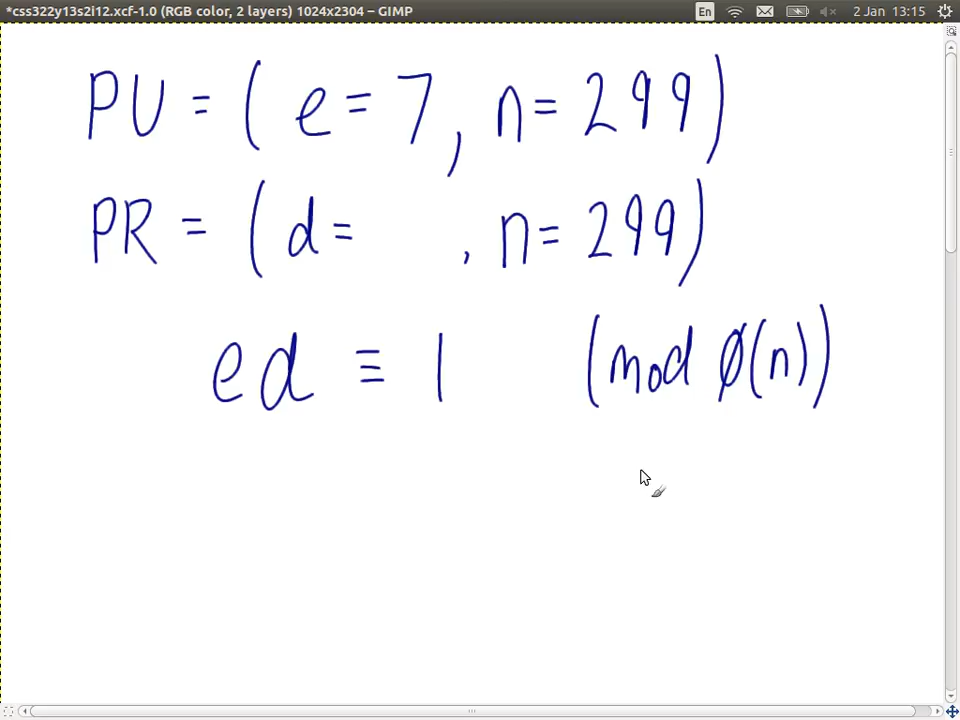 *css322y13s2i12.xcf-1.0 (RGB color, 2 layers) 1024x2304 – GIMP En 2 Jan 13:15
PU = ( e = 7, n = 299)
PR = ( d = , n = 299)
ed ≡ 1 (mod ø(n))